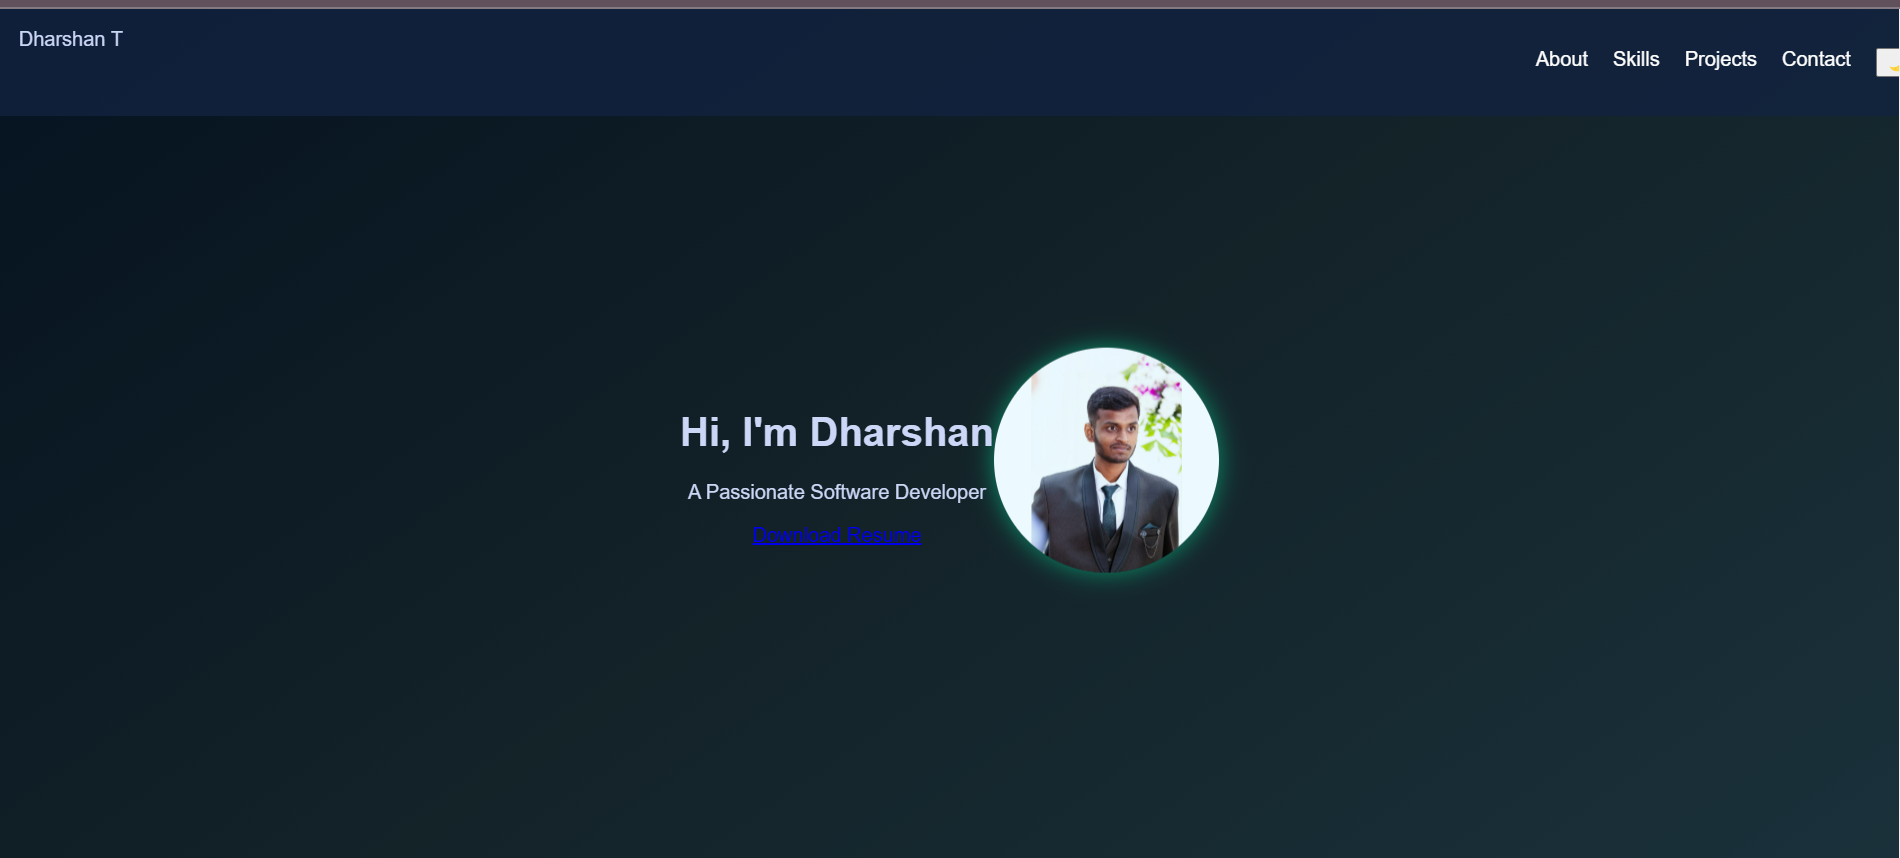 Dharshan T
About Skills Projects Contact
Hi, I'm Dharshan
A Passionate Software Developer
Download Resume